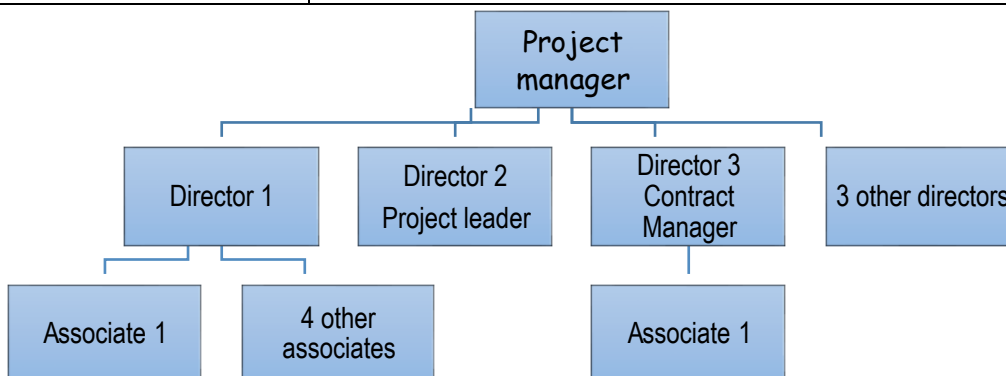 Project
manager
Director 1
Director 2
Project leader
Director 3
Contract
Manager
3 other directors
Associate 1
4 other
associates
Associate 1